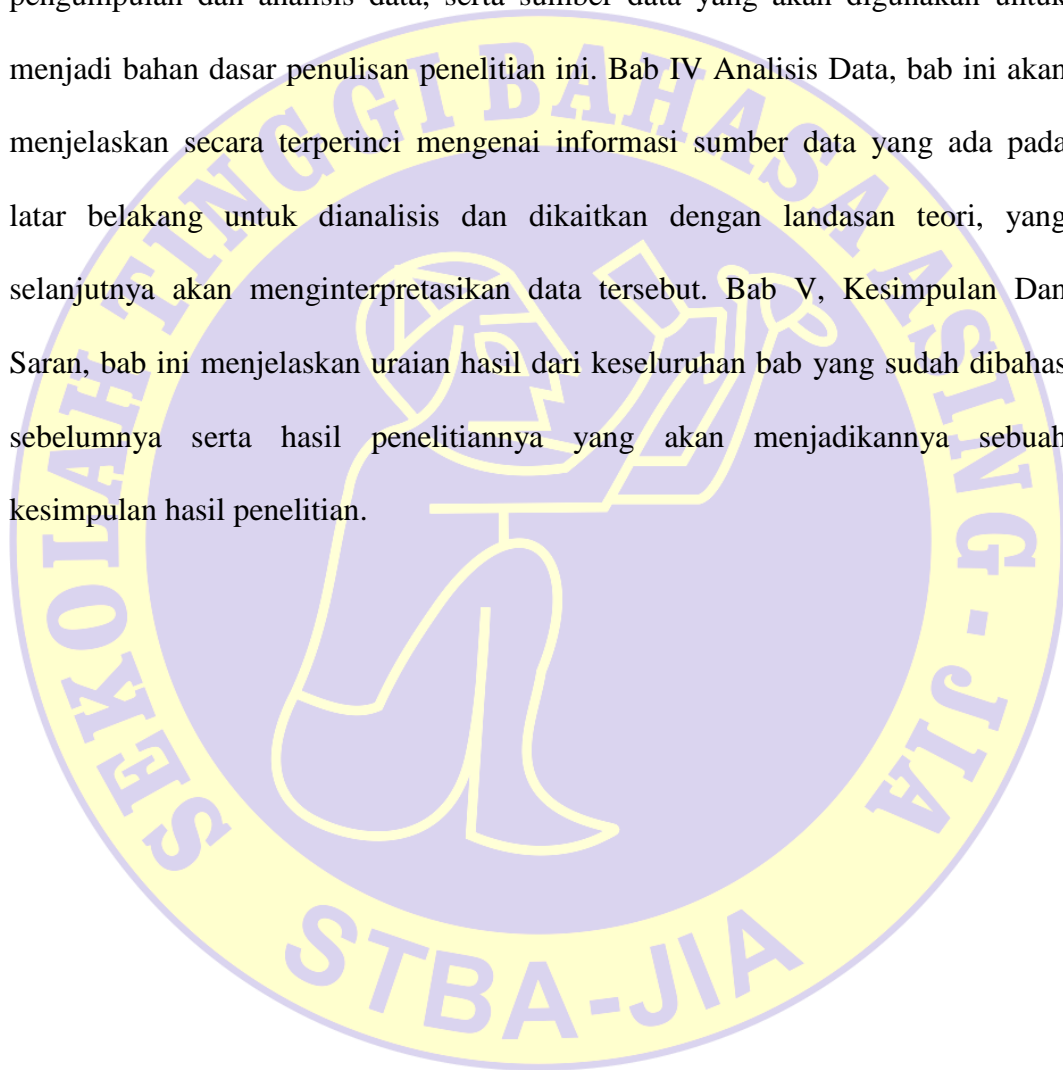 pengumpulan dan analisis data, serta sumber data yang akan digunakan untuk
menjadi bahan dasar penulisan penelitian ini. Bab IV Analisis Data, bab ini akan
menjelaskan secara terperinci mengenai informasi sumber data yang ada pada
latar belakang untuk dianalisis dan dikaitkan dengan landasan teori, yang
selanjutnya akan menginterpretasikan data tersebut. Bab V, Kesimpulan Dan
Saran, bab ini menjelaskan uraian hasil dari keseluruhan bab yang sudah dibahas
sebelumnya serta hasil penelitiannya yang akan menjadikannya sebuah
kesimpulan hasil penelitian.
SEKOLAH TINGGI BAHASA ASING - JIA
STBA-JIA